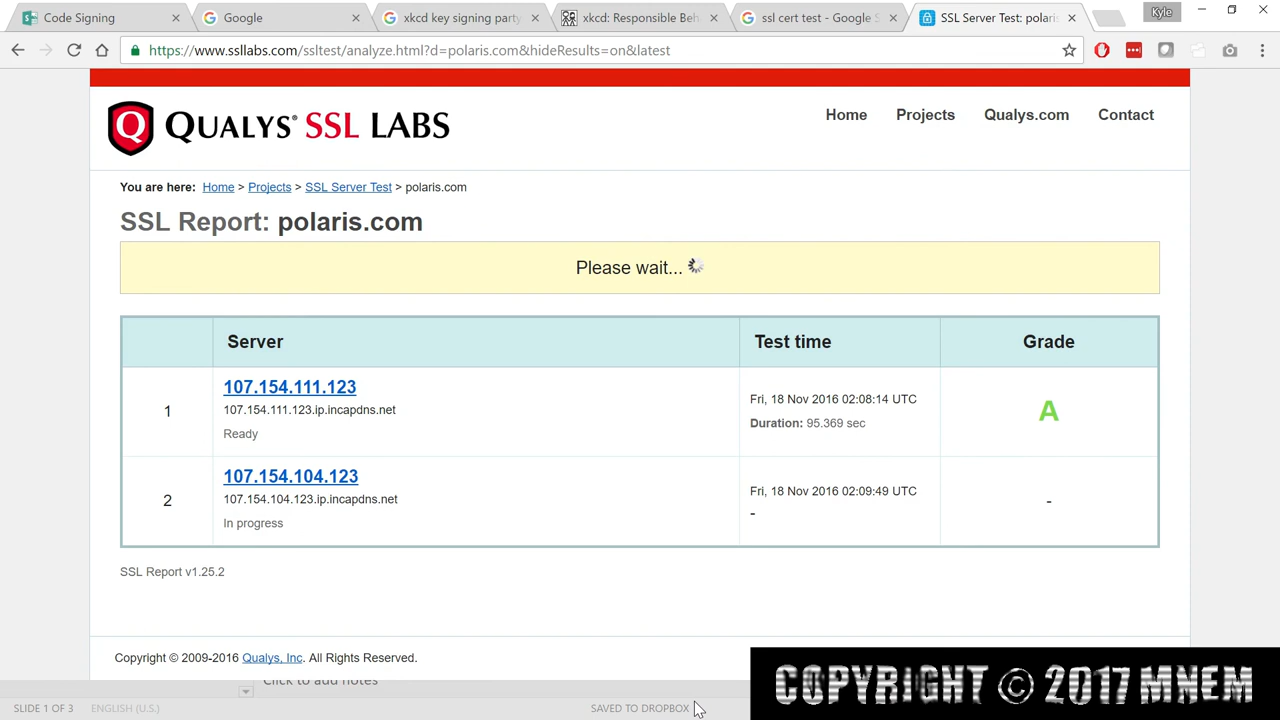 Code Signing
Google
xkcd key signing party
xkcd: Responsible Beh
ssl cert test - Google S
SSL Server Test: polaris
Kyle
https://www.ssllabs.com/ssltest/analyze.html?d=polaris.com&hideResults=on&latest
QUALYS® SSL LABS
Home
Projects
Qualys.com
Contact
You are here: Home > Projects > SSL Server Test > polaris.com
SSL Report: polaris.com
Please wait...
Server
Test time
Grade
1
107.154.111.123
107.154.111.123.ip.incapdns.net
Ready
Fri, 18 Nov 2016 02:08:14 UTC
Duration: 95.369 sec
A
2
107.154.104.123
107.154.104.123.ip.incapdns.net
In progress
Fri, 18 Nov 2016 02:09:49 UTC
-
-
SSL Report v1.25.2
Copyright © 2009-2016 Qualys, Inc. All Rights Reserved.
Click to add notes
SLIDE 1 OF 3
ENGLISH (U.S.)
SAVED TO DROPBOX
COPYRIGHT © 2017 MNEM